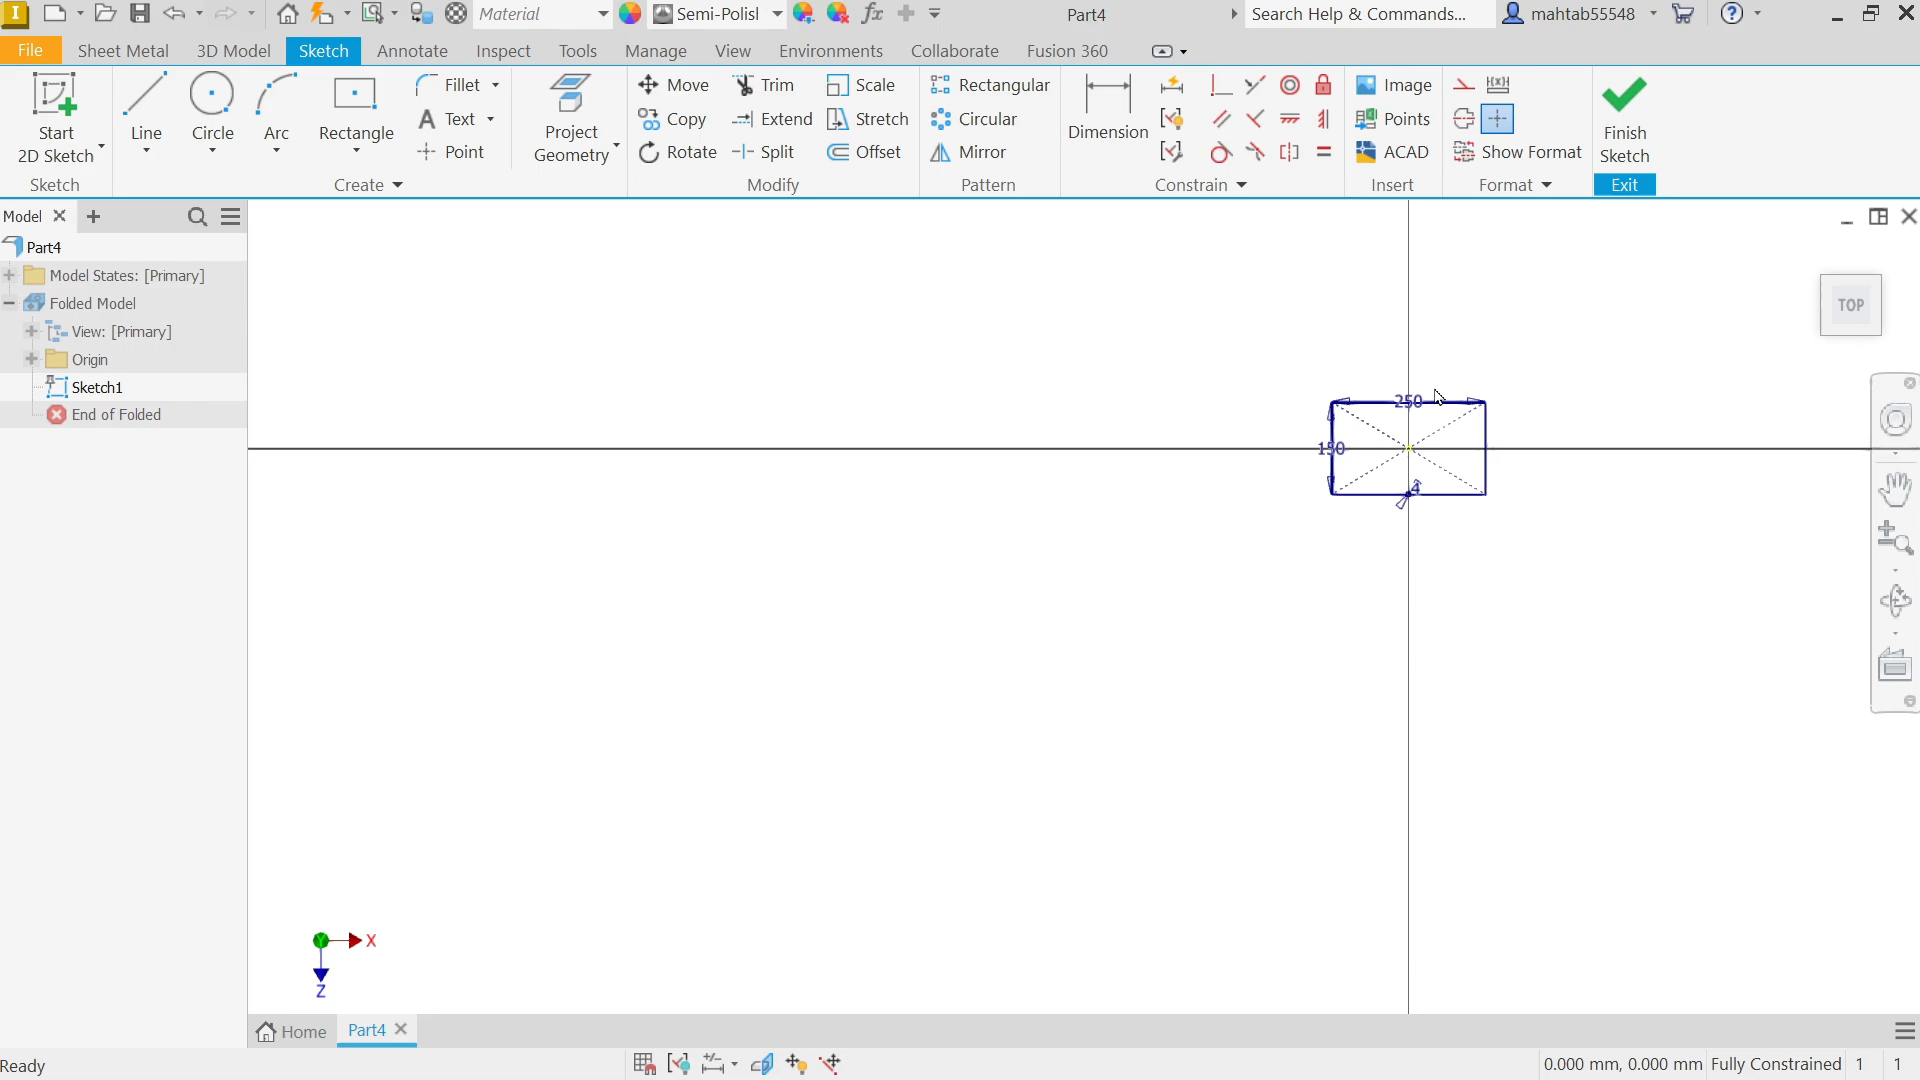 Material
Semi-Polisl
Part4
Search Help & Commands...
mahtab55548
File
Sheet Metal
3D Model
Sketch
Annotate
Inspect
Tools
Manage
View
Environments
Collaborate
Fusion 360
Start
2D Sketch
Line
Circle
Arc
Rectangle
Fillet
Text
Point
Project
Geometry
Move
Copy
Rotate
Trim
Extend
Split
Scale
Stretch
Offset
Rectangular
Circular
Mirror
Dimension
Image
Points
ACAD
Show Format
Finish
Sketch
Sketch
Create
Modify
Pattern
Constrain
Insert
Format
Exit
Model
Part4
Model States: [Primary]
Folded Model
View: [Primary]
Origin
Sketch1
End of Folded
TOP
250
150
4
X
Z
Home
Part4
Ready
0.000 mm, 0.000 mm
Fully Constrained
1
1